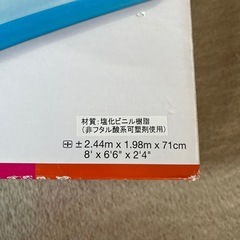 材質:塩化ビニル樹脂
(非フタル酸系可塑剤使用)
± 2.44m x 1.98m x 71cm
8' x 6'6" x 2'4"